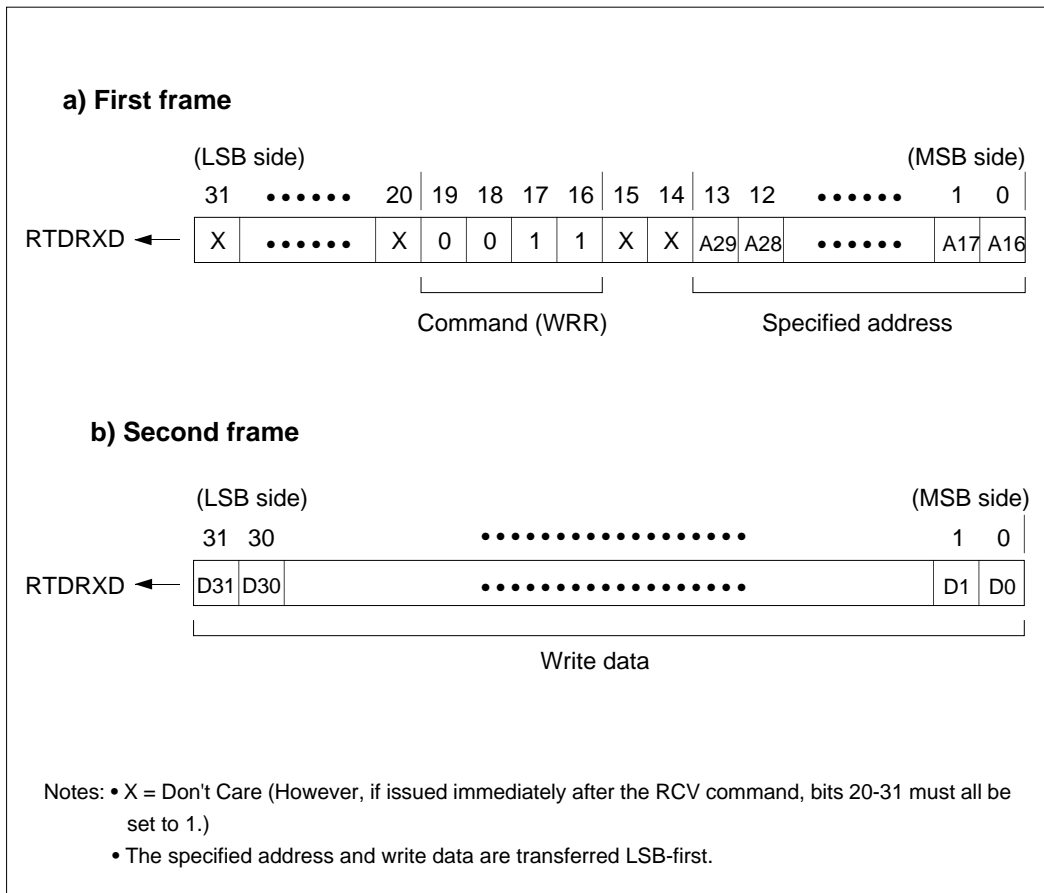 a) First frame
(LSB side) (MSB side)
31 •••••• 20 19 18 17 16 15 14 13 12 •••••• 1 0
RTDRXD X •••••• X 0 0 1 1 X X A29 A28 •••••• A17 A16
Command (WRR) Specified address
b) Second frame
(LSB side) (MSB side)
31 30 •••••••••••••••••• 1 0
RTDRXD D31 D30 •••••••••••••••••• D1 D0
Write data
Notes: • X = Don't Care (However, if issued immediately after the RCV command, bits 20-31 must all be
set to 1.)
• The specified address and write data are transferred LSB-first.